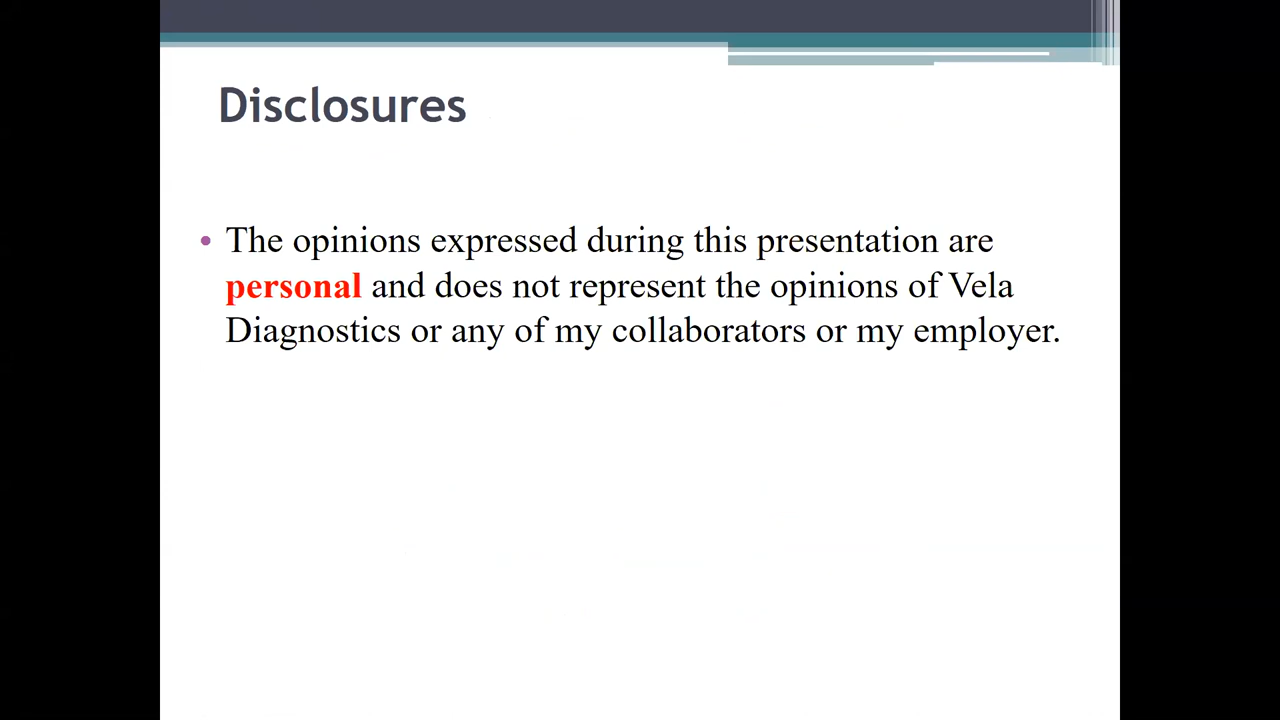 Disclosures
• The opinions expressed during this presentation are
personal and does not represent the opinions of Vela
Diagnostics or any of my collaborators or my employer.